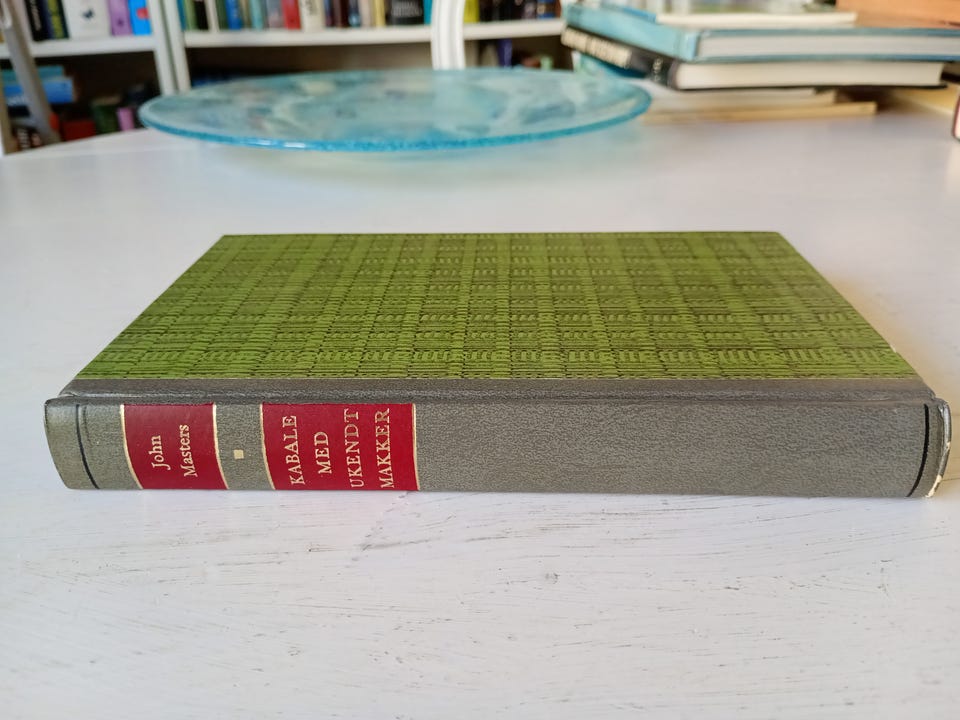 John
Masters
KABALE
MED
UKENDT
MAKKER